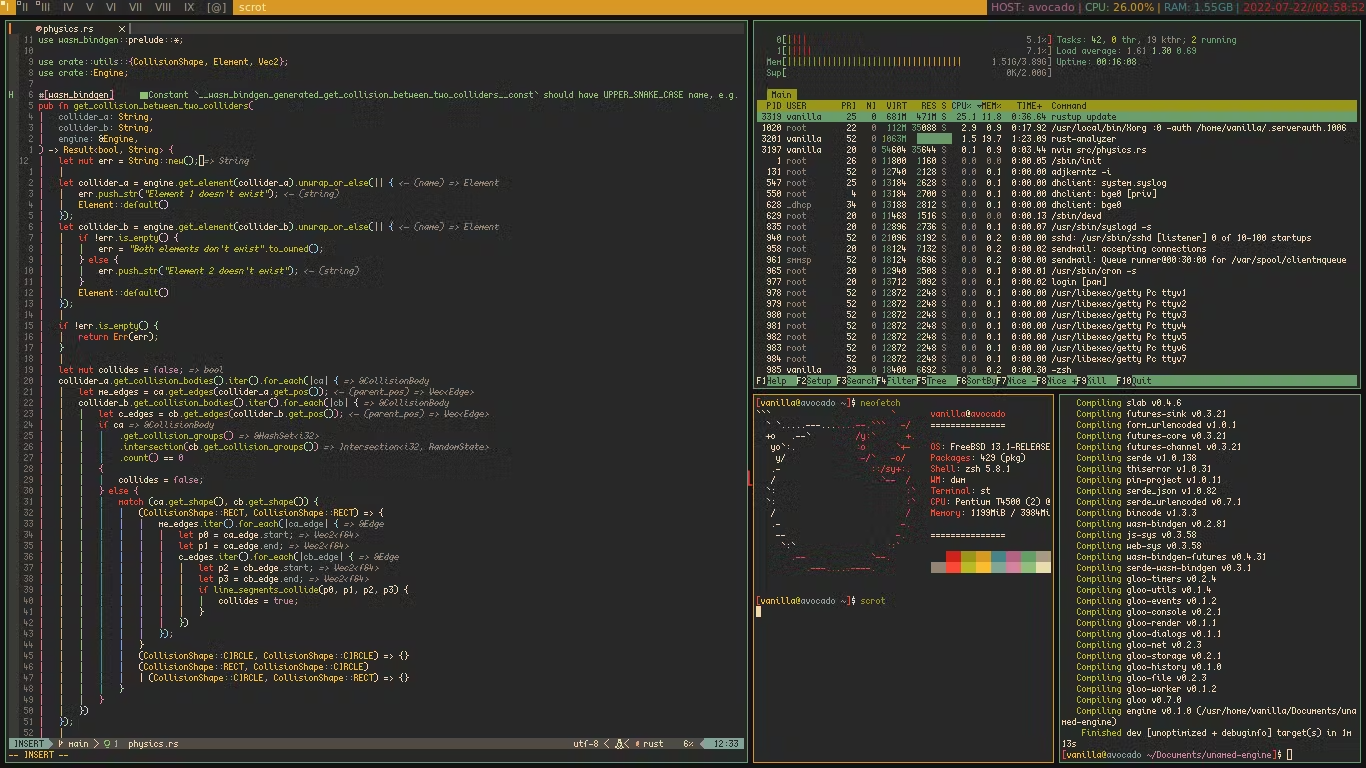 I II III IV V VI VII VIII IX [@] scrot HOST: avocado | CPU: 26.00% | RAM: 1.55GB | 2022-07-22//02:58:52
physics.rs X
11 use wasm_bindgen::prelude::*;
10
9 use crate::utils::{CollisionShape, Element, Vec2};
8 use crate::Engine;
7
H 6 #[wasm_bindgen] ■Constant `__wasm_bindgen_generated_get_collision_between_two_colliders__const` should have UPPER_SNAKE_CASE name, e.g.
5 pub fn get_collision_between_two_colliders(
4 collider_a: String,
3 collider_b: String,
2 engine: &Engine,
1 ) -> Result<bool, String> {
12 let mut err = String::new(); => String
1
2 let collider_a = engine.get_element(collider_a).unwrap_or_else(|| { <- (name) => Element
3 err.push_str("Element 1 doesn't exist"); <- (string)
4 Element::default()
5 });
6 let collider_b = engine.get_element(collider_b).unwrap_or_else(|| { <- (name) => Element
7 if !err.is_empty() {
8 err = "Both elements don't exist".to_owned();
9 } else {
10 err.push_str("Element 2 doesn't exist"); <- (string)
11 }
12 Element::default()
13 });
14
15 if !err.is_empty() {
16 return Err(err);
17 }
18
19 let mut collides = false; => bool
20 collider_a.get_collision_bodies().iter().for_each(|ca| { => &CollisionBody
21 let me_edges = ca.get_edges(collider_a.get_pos()); <- (parent_pos) => Vec<Edge>
22 collider_b.get_collision_bodies().iter().for_each(|cb| { => &CollisionBody
23 let c_edges = cb.get_edges(collider_b.get_pos()); <- (parent_pos) => Vec<Edge>
24 if ca => &CollisionBody
25 .get_collision_groups() => &HashSet<i32>
26 .intersection(cb.get_collision_groups()) => Intersection<i32, RandomState>
27 .count() == 0
28 {
29 collides = false;
30 } else {
31 match (ca.get_shape(), cb.get_shape()) {
32 (CollisionShape::RECT, CollisionShape::RECT) => {
33 me_edges.iter().for_each(|ca_edge| { => &Edge
34 let p0 = ca_edge.start; => Vec2<f64>
35 let p1 = ca_edge.end; => Vec2<f64>
36 c_edges.iter().for_each(|cb_edge| { => &Edge
37 let p2 = cb_edge.start; => Vec2<f64>
38 let p3 = cb_edge.end; => Vec2<f64>
39 if line_segments_collide(p0, p1, p2, p3) {
40 collides = true;
41 }
42 })
43 });
44 }
45 (CollisionShape::CIRCLE, CollisionShape::CIRCLE) => {}
46 (CollisionShape::RECT, CollisionShape::CIRCLE)
47 | (CollisionShape::CIRCLE, CollisionShape::RECT) => {}
48 }
49 }
50 })
51 });
52
INSERT main 1 physics.rs utf-8 rust 6% 12:33
-- INSERT --
0[|||| 5.1%] Tasks: 42, 0 thr, 19 kthr; 2 running
1[|||| 7.1%] Load average: 1.61 1.30 0.69
Mem[ 1.51G/3.89G] Uptime: 00:16:08
Swp[ 0K/2.00G]
Main
PID USER PRI NI VIRT RES S CPU% MEM% TIME+ Command
3319 vanilla 25 0 681M 471M S 25.1 11.8 0:36.64 rustup update
1020 root 22 0 112M 35088 S 2.9 0.9 0:17.92 /usr/local/bin/Xorg :0 -auth /home/vanilla/.serverauth.1006
3201 vanilla 52 0 1063M 1.5 19.7 1:23.09 rust-analyzer
3197 vanilla 20 0 54604 35644 S 0.1 0.9 0:03.44 nvim src/physics.rs
1 root 26 0 11800 1160 S 0.0 0.0 0:00.05 /sbin/init
131 root 52 0 12740 2128 S 0.0 0.1 0:00.00 adjkerntz -i
547 root 25 0 13184 2628 S 0.0 0.1 0:00.01 dhclient: system.syslog
550 root 4 0 13184 2700 S 0.0 0.1 0:00.00 dhclient: bge0 [priv]
628 _dhcp 34 0 13188 2812 S 0.0 0.1 0:00.00 dhclient: bge0
629 root 20 0 11468 1516 S 0.0 0.0 0:00.13 /sbin/devd
835 root 20 0 12896 2736 S 0.0 0.1 0:00.07 /usr/sbin/syslogd -s
940 root 52 0 21096 8192 S 0.0 0.2 0:00.00 sshd: /usr/sbin/sshd [listener] 0 of 10-100 startups
958 root 20 0 18124 7132 S 0.0 0.2 0:00.02 sendmail: accepting connections
961 smmsp 52 0 18124 6696 S 0.0 0.2 0:00.00 sendmail: Queue runner@00:30:00 for /var/spool/clientmqueue
965 root 20 0 12940 2508 S 0.0 0.1 0:00.01 /usr/sbin/cron -s
977 root 20 0 13712 3092 S 0.0 0.1 0:00.02 login [pam]
978 root 52 0 12872 2248 S 0.0 0.1 0:00.00 /usr/libexec/getty Pc ttyv1
979 root 52 0 12872 2248 S 0.0 0.1 0:00.00 /usr/libexec/getty Pc ttyv2
980 root 52 0 12872 2248 S 0.0 0.1 0:00.00 /usr/libexec/getty Pc ttyv3
981 root 52 0 12872 2248 S 0.0 0.1 0:00.00 /usr/libexec/getty Pc ttyv4
982 root 52 0 12872 2248 S 0.0 0.1 0:00.00 /usr/libexec/getty Pc ttyv5
983 root 52 0 12872 2248 S 0.0 0.1 0:00.00 /usr/libexec/getty Pc ttyv6
984 root 52 0 12872 2248 S 0.0 0.1 0:00.00 /usr/libexec/getty Pc ttyv7
985 vanilla 29 0 18400 6692 S 0.0 0.2 0:00.30 -zsh
F1Help F2Setup F3SearchF4FilterF5Tree F6SortByF7Nice -F8Nice +F9Kill F10Quit
[vanilla@avocado ~]$ neofetch
vanilla@avocado
===============
OS: FreeBSD 13.1-RELEASE
Packages: 429 (pkg)
Shell: zsh 5.8.1
WM: dwm
Terminal: st
CPU: Pentium T4500 (2) @
Memory: 1199MiB / 3984Mi
===============
[vanilla@avocado ~]$ scrot
Compiling slab v0.4.6
Compiling futures-sink v0.3.21
Compiling form_urlencoded v1.0.1
Compiling futures-core v0.3.21
Compiling futures-channel v0.3.21
Compiling serde v1.0.138
Compiling thiserror v1.0.31
Compiling pin-project v1.0.11
Compiling serde_json v1.0.82
Compiling serde_urlencoded v0.7.1
Compiling bincode v1.3.3
Compiling wasm-bindgen v0.2.81
Compiling js-sys v0.3.58
Compiling web-sys v0.3.58
Compiling wasm-bindgen-futures v0.4.31
Compiling serde-wasm-bindgen v0.3.1
Compiling gloo-timers v0.2.4
Compiling gloo-utils v0.1.4
Compiling gloo-events v0.1.2
Compiling gloo-console v0.2.1
Compiling gloo-render v0.1.1
Compiling gloo-dialogs v0.1.1
Compiling gloo-net v0.2.3
Compiling gloo-storage v0.2.1
Compiling gloo-history v0.1.0
Compiling gloo-file v0.2.3
Compiling gloo-worker v0.1.2
Compiling gloo v0.7.0
Compiling engine v0.1.0 (/usr/home/vanilla/Documents/una
med-engine)
Finished dev [unoptimized + debuginfo] target(s) in 1m
13s
[vanilla@avocado ~/Documents/unamed-engine]$